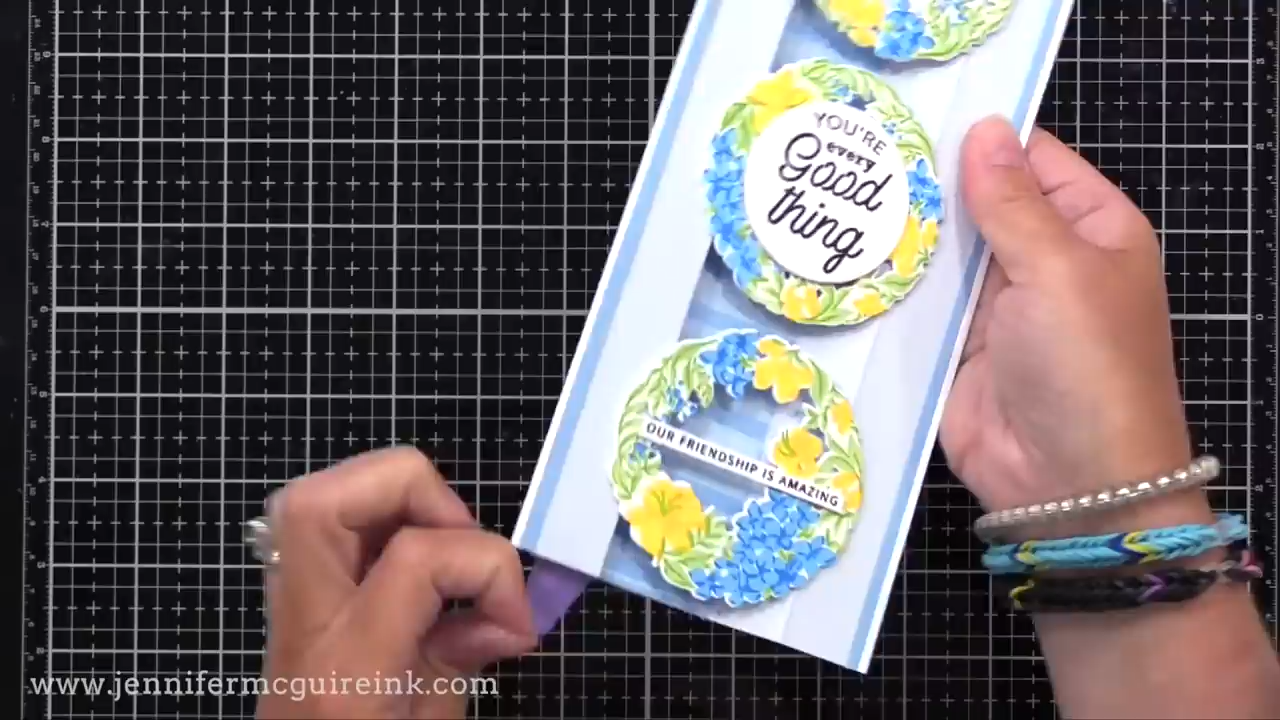 YOU'RE
every
Good
thing
OUR FRIENDSHIP IS AMAZING
www.jennifermcguireink.com